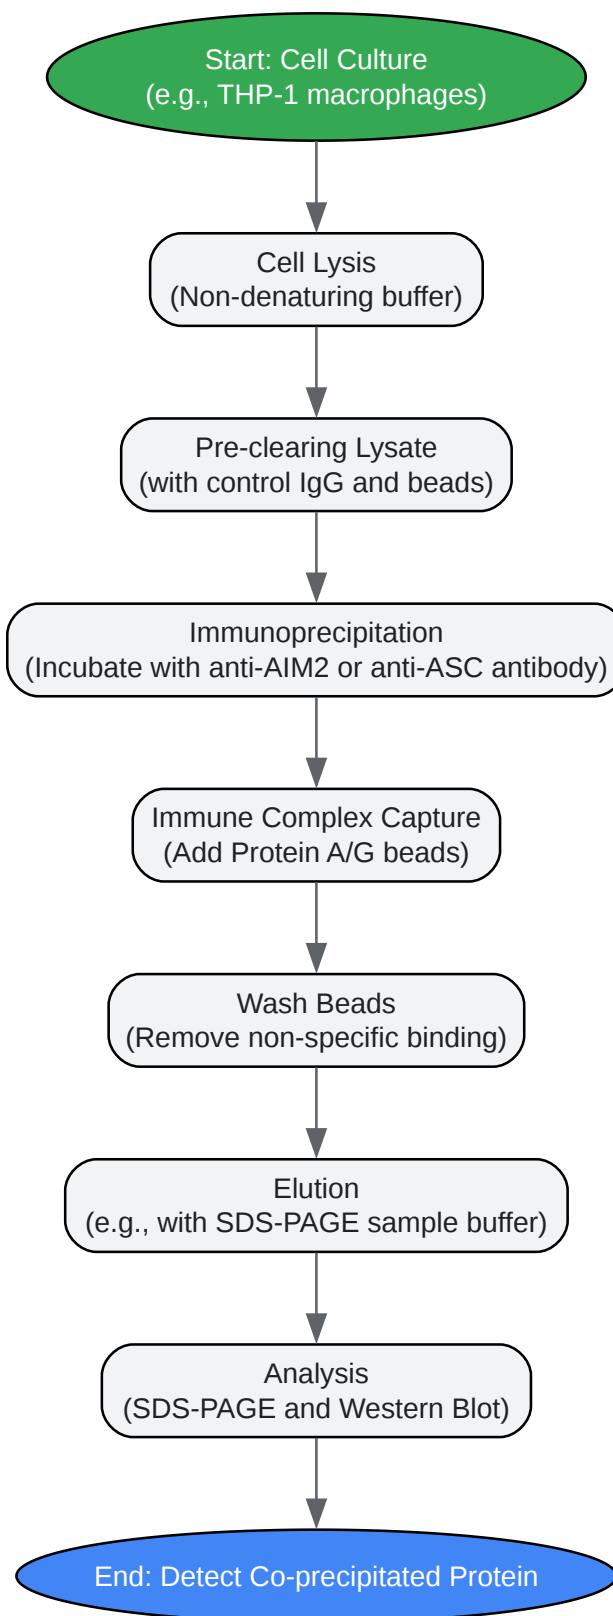 Start: Cell Culture
(e.g., THP-1 macrophages)
Cell Lysis
(Non-denaturing buffer)
Pre-clearing Lysate
(with control IgG and beads)
Immunoprecipitation
(Incubate with anti-AIM2 or anti-ASC antibody)
Immune Complex Capture
(Add Protein A/G beads)
Wash Beads
(Remove non-specific binding)
Elution
(e.g., with SDS-PAGE sample buffer)
Analysis
(SDS-PAGE and Western Blot)
End: Detect Co-precipitated Protein